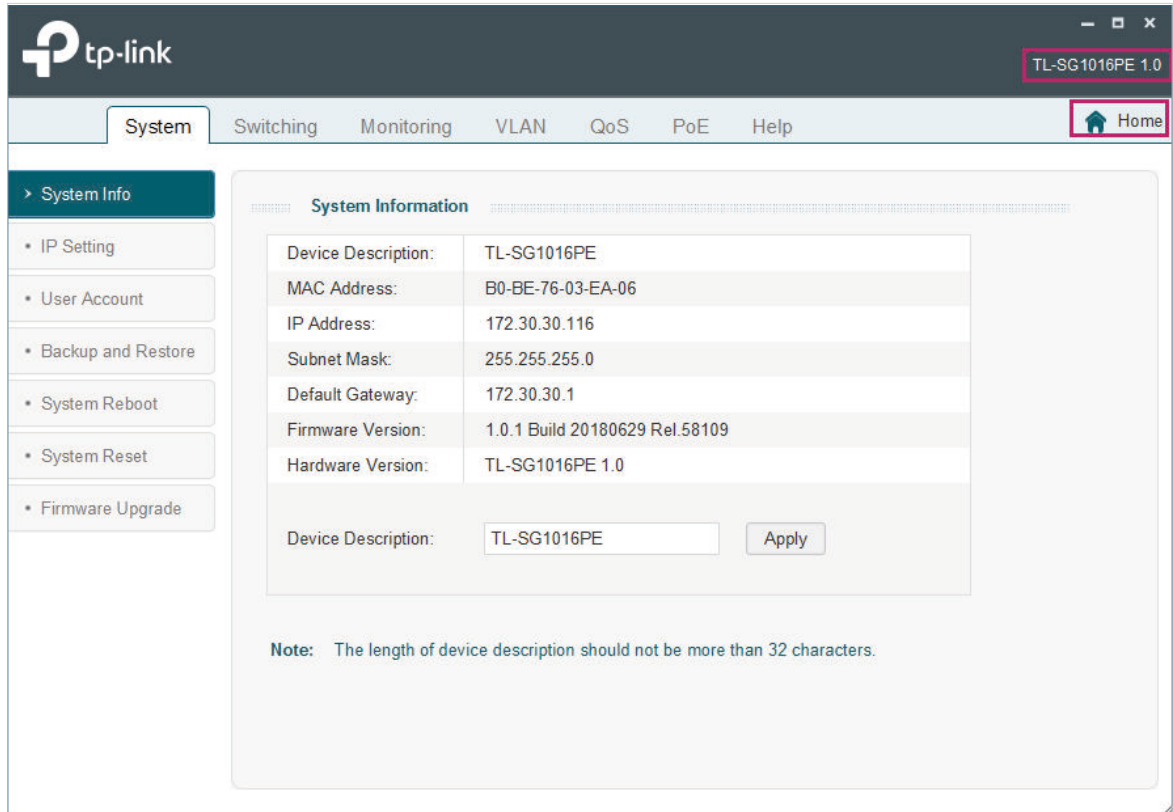 tp-link
TL-SG1016PE 1.0
System Switching Monitoring VLAN QoS PoE Help Home
System Info
IP Setting
User Account
Backup and Restore
System Reboot
System Reset
Firmware Upgrade
System Information
Device Description: TL-SG1016PE
MAC Address: B0-BE-76-03-EA-06
IP Address: 172.30.30.116
Subnet Mask: 255.255.255.0
Default Gateway: 172.30.30.1
Firmware Version: 1.0.1 Build 20180629 Rel.58109
Hardware Version: TL-SG1016PE 1.0
Device Description: TL-SG1016PE Apply
Note: The length of device description should not be more than 32 characters.